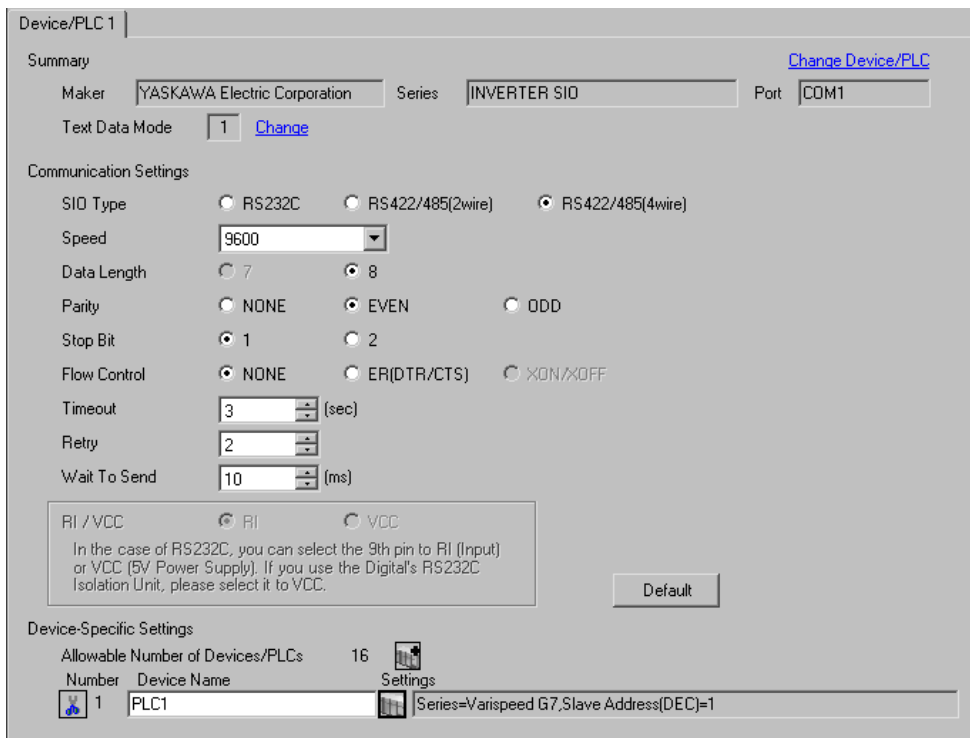 Device/PLC 1
Summary Change Device/PLC
Maker YASKAWA Electric Corporation Series INVERTER SIO Port COM1
Text Data Mode 1 Change
Communication Settings
SIO Type RS232C RS422/485(2wire) RS422/485(4wire)
Speed 9600
Data Length 7 8
Parity NONE EVEN ODD
Stop Bit 1 2
Flow Control NONE ER(DTR/CTS) XON/XOFF
Timeout 3 (sec)
Retry 2
Wait To Send 10 (ms)
RI / VCC RI VCC
In the case of RS232C, you can select the 9th pin to RI (Input)
or VCC (5V Power Supply). If you use the Digital's RS232C
Isolation Unit, please select it to VCC.
Default
Device-Specific Settings
Allowable Number of Devices/PLCs 16
Number Device Name Settings
1 PLC1 Series=Varispeed G7,Slave Address(DEC)=1